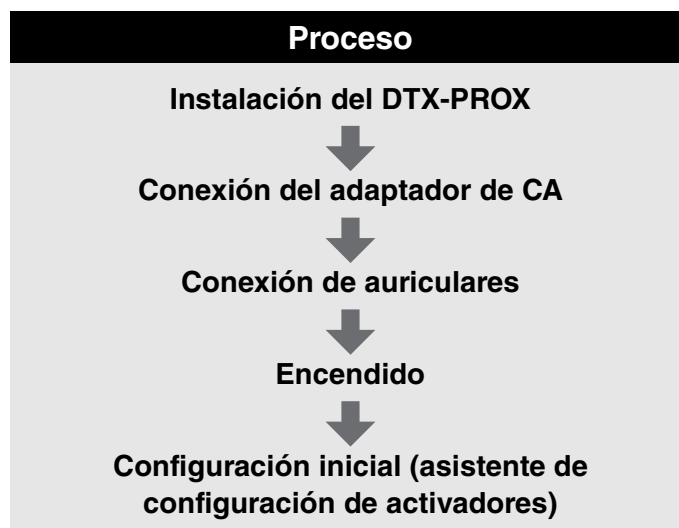 Proceso
Instalación del DTX-PROX
Conexión del adaptador de CA
Conexión de auriculares
Encendido
Configuración inicial (asistente de
configuración de activadores)